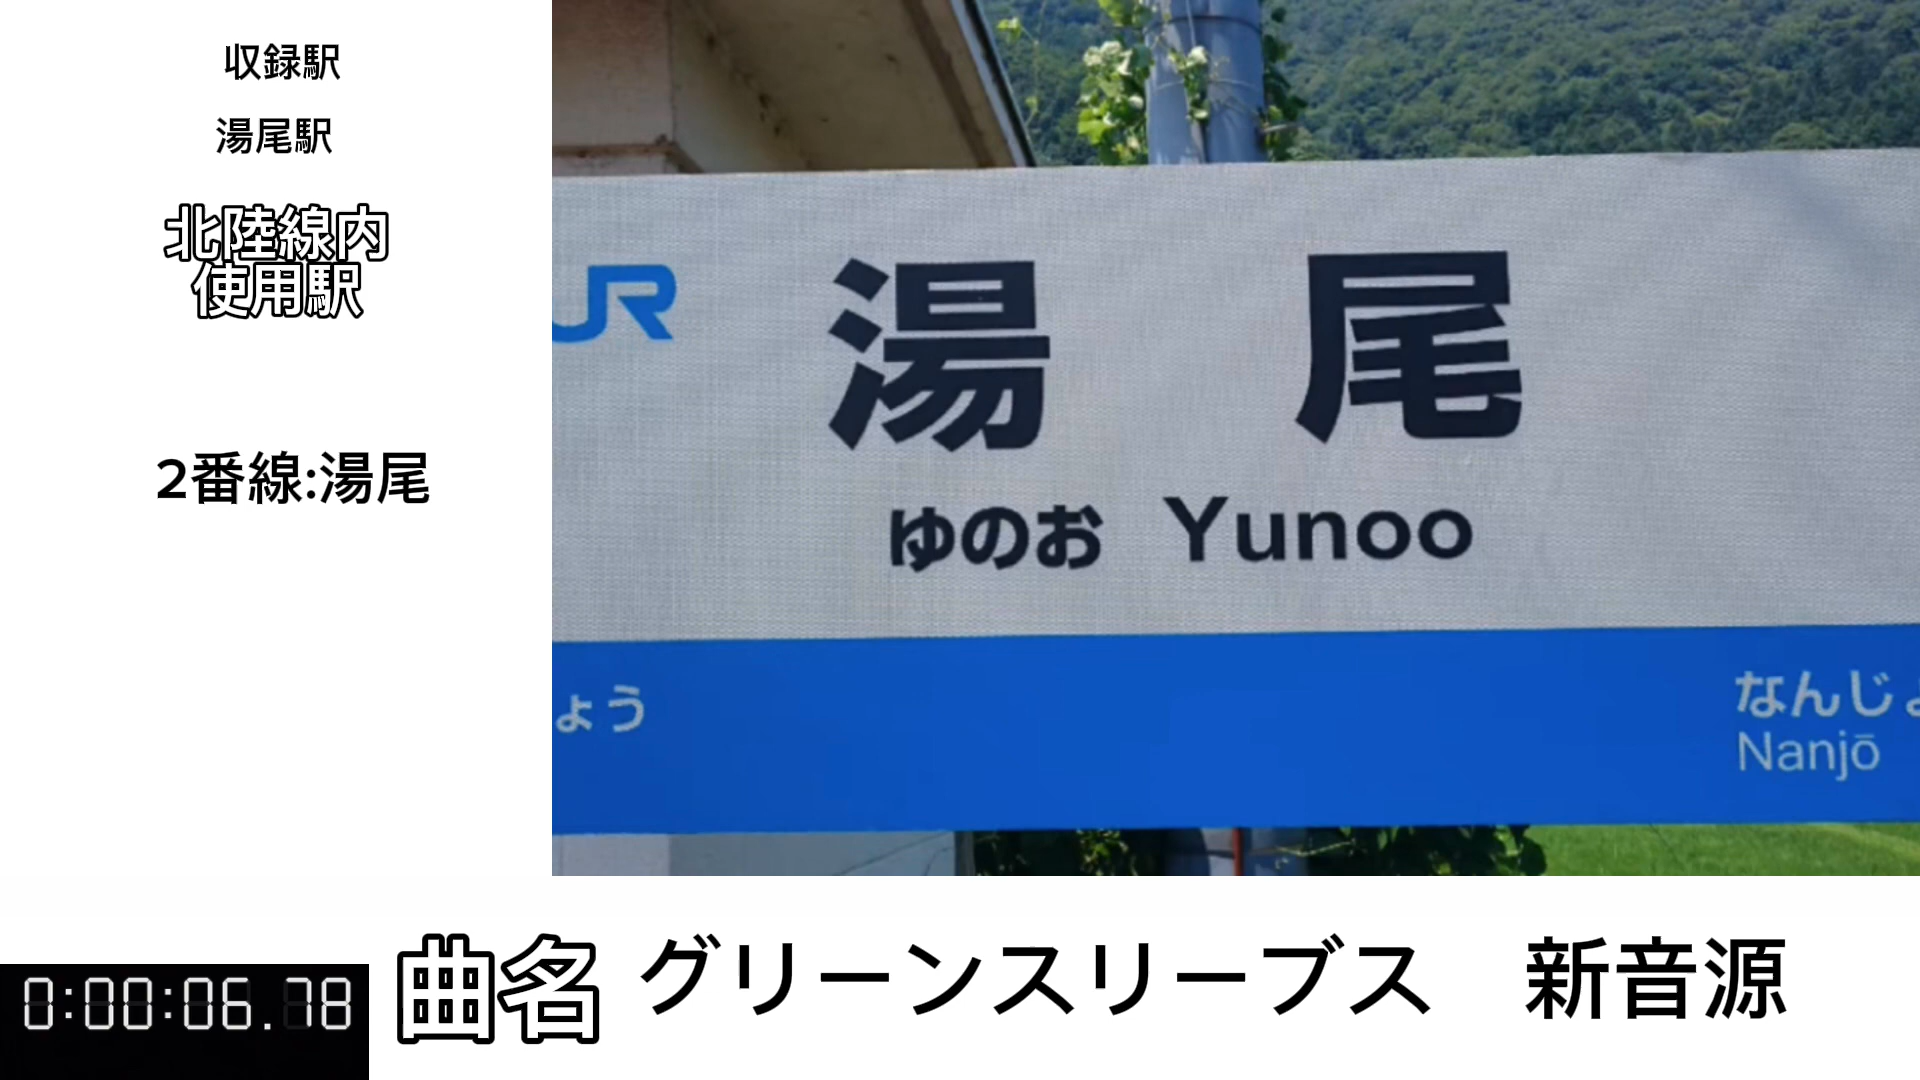 収録駅
湯尾駅
北陸線内
使用駅
2番線:湯尾
JR
湯 尾
ゆのお Yunoo
ょう
なんじょ
Nanjō
0:00:06.78
曲名 グリーンスリーブス 新音源